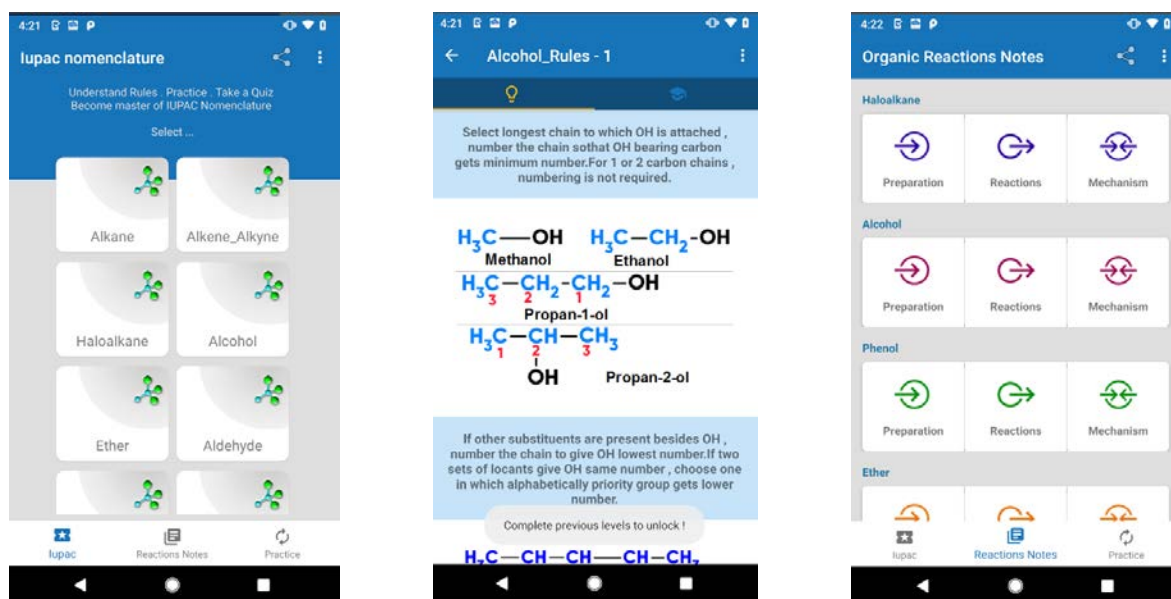 4:21
Iupac nomenclature
Understand Rules . Practice . Take a Quiz
Become master of IUPAC Nomenclature
Select ...
Alkane
Alkene_Alkyne
Haloalkane
Alcohol
Ether
Aldehyde
Iupac
Reactions Notes
Practice
4:21
Alcohol_Rules - 1
Select longest chain to which OH is attached ,
number the chain sothat OH bearing carbon
gets minimum number.For 1 or 2 carbon chains ,
numbering is not required.
H3C—OH H3C—CH2-OH
Methanol Ethanol
H3C—CH2-CH2—OH
3 2 1
Propan-1-ol
H3C—CH—CH3
1 2 3
OH Propan-2-ol
If other substituents are present besides OH ,
number the chain to give OH lowest number.If two
sets of locants give OH same number , choose one
in which alphabetically priority group gets lower
number.
Complete previous levels to unlock !
H3C—CH—CH—CH—CH3
4:22
Organic Reactions Notes
Haloalkane
Preparation
Reactions
Mechanism
Alcohol
Preparation
Reactions
Mechanism
Phenol
Preparation
Reactions
Mechanism
Ether
Iupac
Reactions Notes
Practice